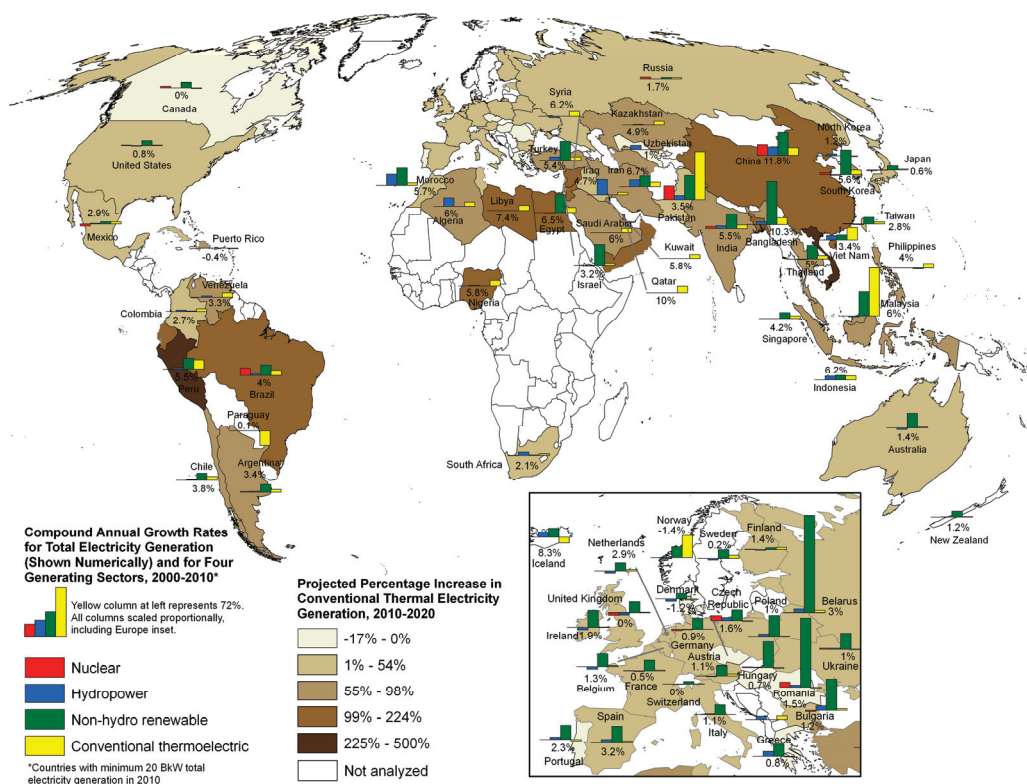 Russia
1.7%
Canada
0%
Syria
6.2%
Kazakhstan
4.9%
United States
0.8%
Turkey
5.4%
Uzbekistan
1%
North Korea
1.2%
China 11.8%
Japan
0.6%
South Korea
5.6%
Morocco
5.7%
Iraq
4.7%
Iran 6.7%
Algeria
6%
Libya
7.4%
6.5%
Egypt
Pakistan
3.5%
Mexico
2.9%
Puerto Rico
-0.4%
Saudi Arabia
6%
India
5.5%
Bangladesh
10.3%
Taiwan
2.8%
Viet Nam
13.4%
Kuwait
5.8%
Philippines
4%
Thailand
5%
3.2%
Israel
Qatar
10%
Venezuela
3.3%
Colombia
2.7%
5.8%
Nigeria
Malaysia
6%
4.2%
Singapore
5.5%
Peru
4%
Brazil
6.2%
Indonesia
Paraguay
0.1%
1.4%
Australia
Chile
3.8%
Argentina
3.4%
South Africa
2.1%
1.2%
New Zealand
Norway
-1.4%
Sweden
0.2%
Finland
1.4%
8.3%
Iceland
Netherlands
2.9%
Denmark
-1.2%
Czech
Republic
1.6%
Poland
1%
Belarus
3%
United Kingdom
0%
Ireland
1.9%
0.9%
Germany
Austria
1.1%
1%
Ukraine
1.3%
Belgium
0.5%
France
0%
Switzerland
Hungary
0.7%
Romania
1.5%
Bulgaria
1.2%
1.1%
Italy
Spain
3.2%
2.3%
Portugal
Greece
0.8%
Compound Annual Growth Rates
for Total Electricity Generation
(Shown Numerically) and for Four
Generating Sectors, 2000-2010*
Yellow column at left represents 72%.
All columns scaled proportionally,
including Europe inset.
Nuclear
Hydropower
Non-hydro renewable
Conventional thermoelectric
*Countries with minimum 20 BkW total
electricity generation in 2010
Projected Percentage Increase in
Conventional Thermal Electricity
Generation, 2010-2020
-17% - 0%
1% - 54%
55% - 98%
99% - 224%
225% - 500%
Not analyzed